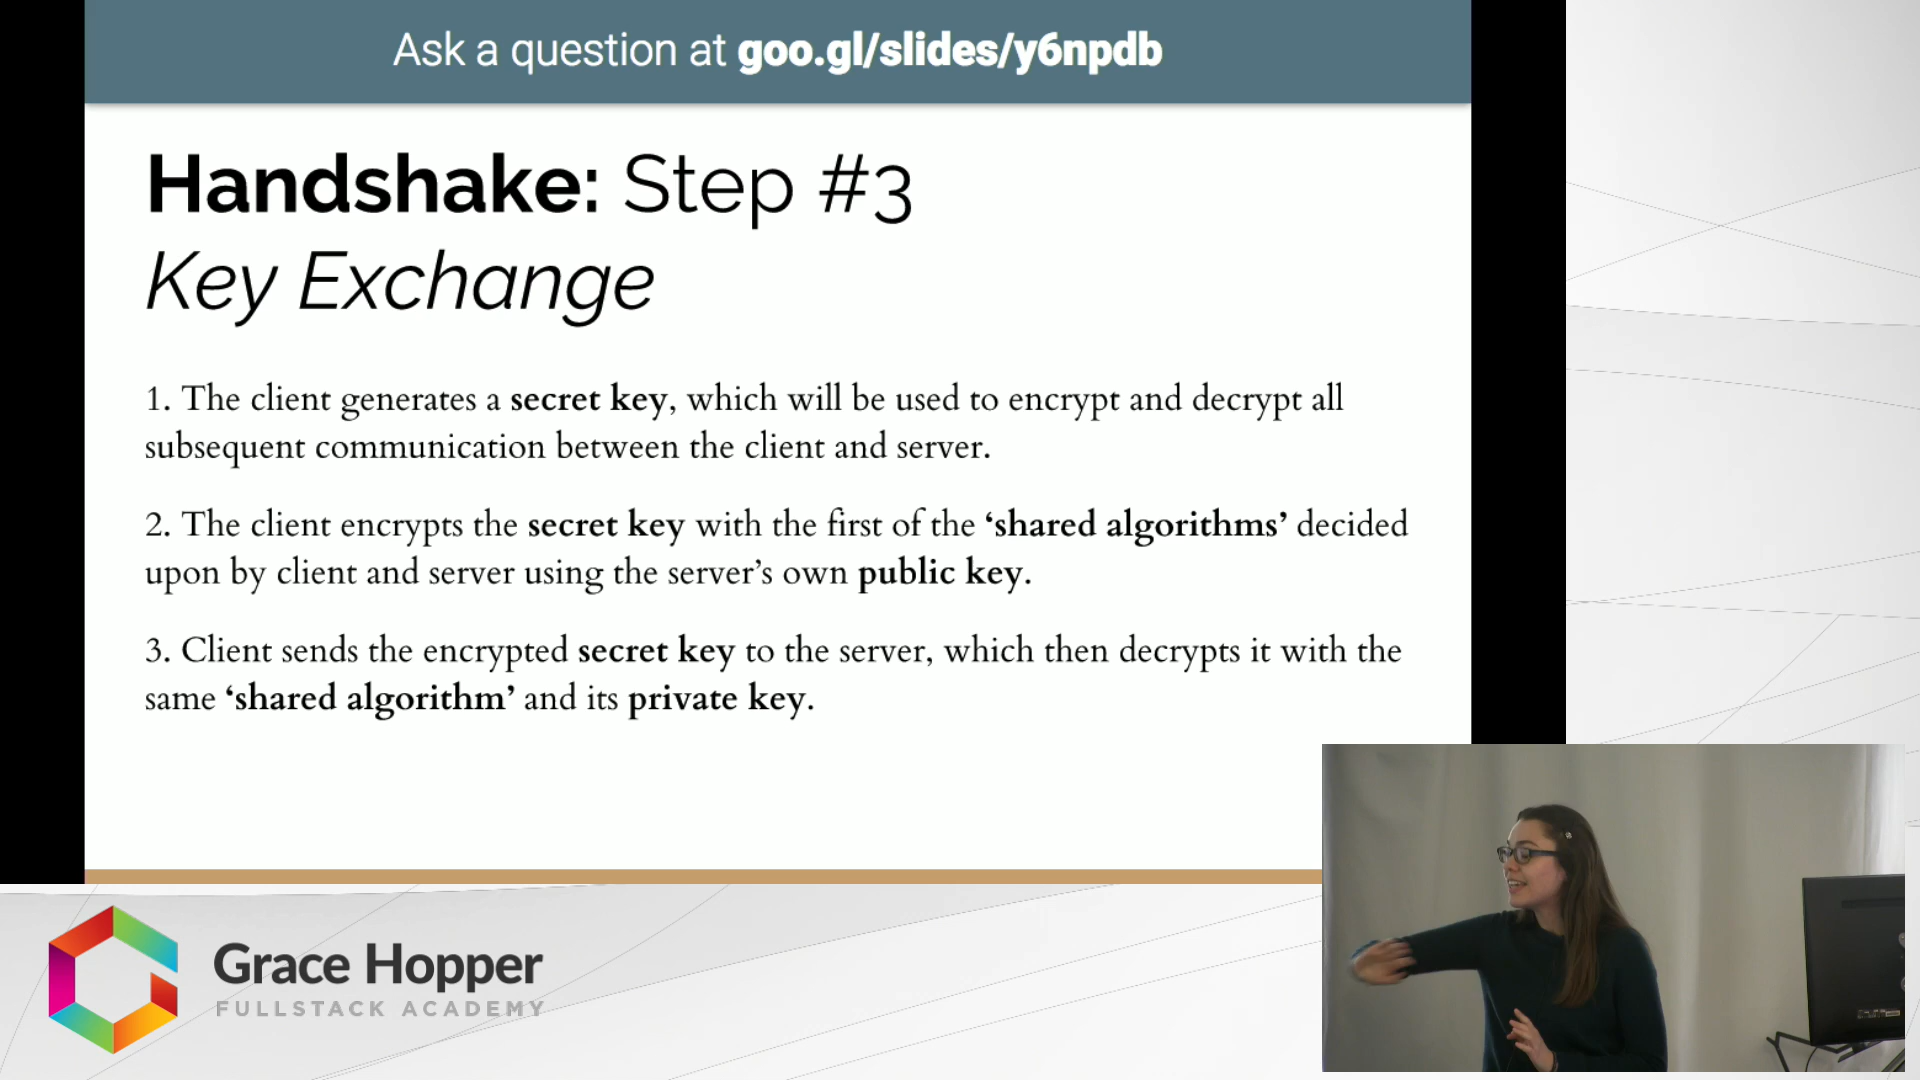 Ask a question at goo.gl/slides/y6npdb
Handshake: Step #3
Key Exchange
1. The client generates a secret key, which will be used to encrypt and decrypt all
subsequent communication between the client and server.
2. The client encrypts the secret key with the first of the ‘shared algorithms’ decided
upon by client and server using the server’s own public key.
3. Client sends the encrypted secret key to the server, which then decrypts it with the
same ‘shared algorithm’ and its private key.
Grace Hopper
FULLSTACK ACADEMY